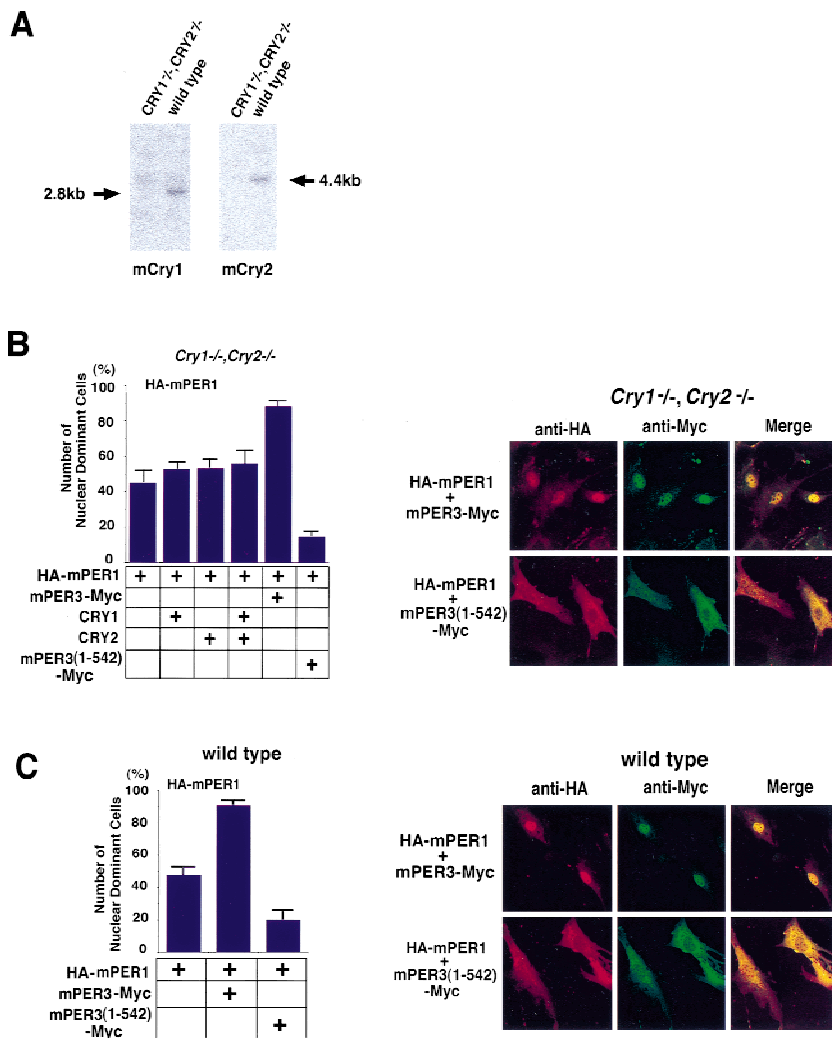 A
CRY1-/-, CRY2-/-
wild type
CRY1-/-, CRY2-/-
wild type
2.8kb
4.4kb
mCry1
mCry2
B
Cry1-/-,Cry2-/-
(%)
HA-mPER1
Number of
Nuclear Dominant Cells
100
80
60
40
20
0
HA-mPER1 + + + + + +
mPER3-Myc +
CRY1 + +
CRY2 + +
mPER3(1-542)
-Myc +
Cry1-/-, Cry2-/-
anti-HA anti-Myc Merge
HA-mPER1
+
mPER3-Myc
HA-mPER1
+
mPER3(1-542)
-Myc
C
wild type
(%)
HA-mPER1
Number of
Nuclear Dominant Cells
100
80
60
40
20
0
HA-mPER1 + + +
mPER3-Myc +
mPER3(1-542)
-Myc +
wild type
anti-HA anti-Myc Merge
HA-mPER1
+
mPER3-Myc
HA-mPER1
+
mPER3(1-542)
-Myc